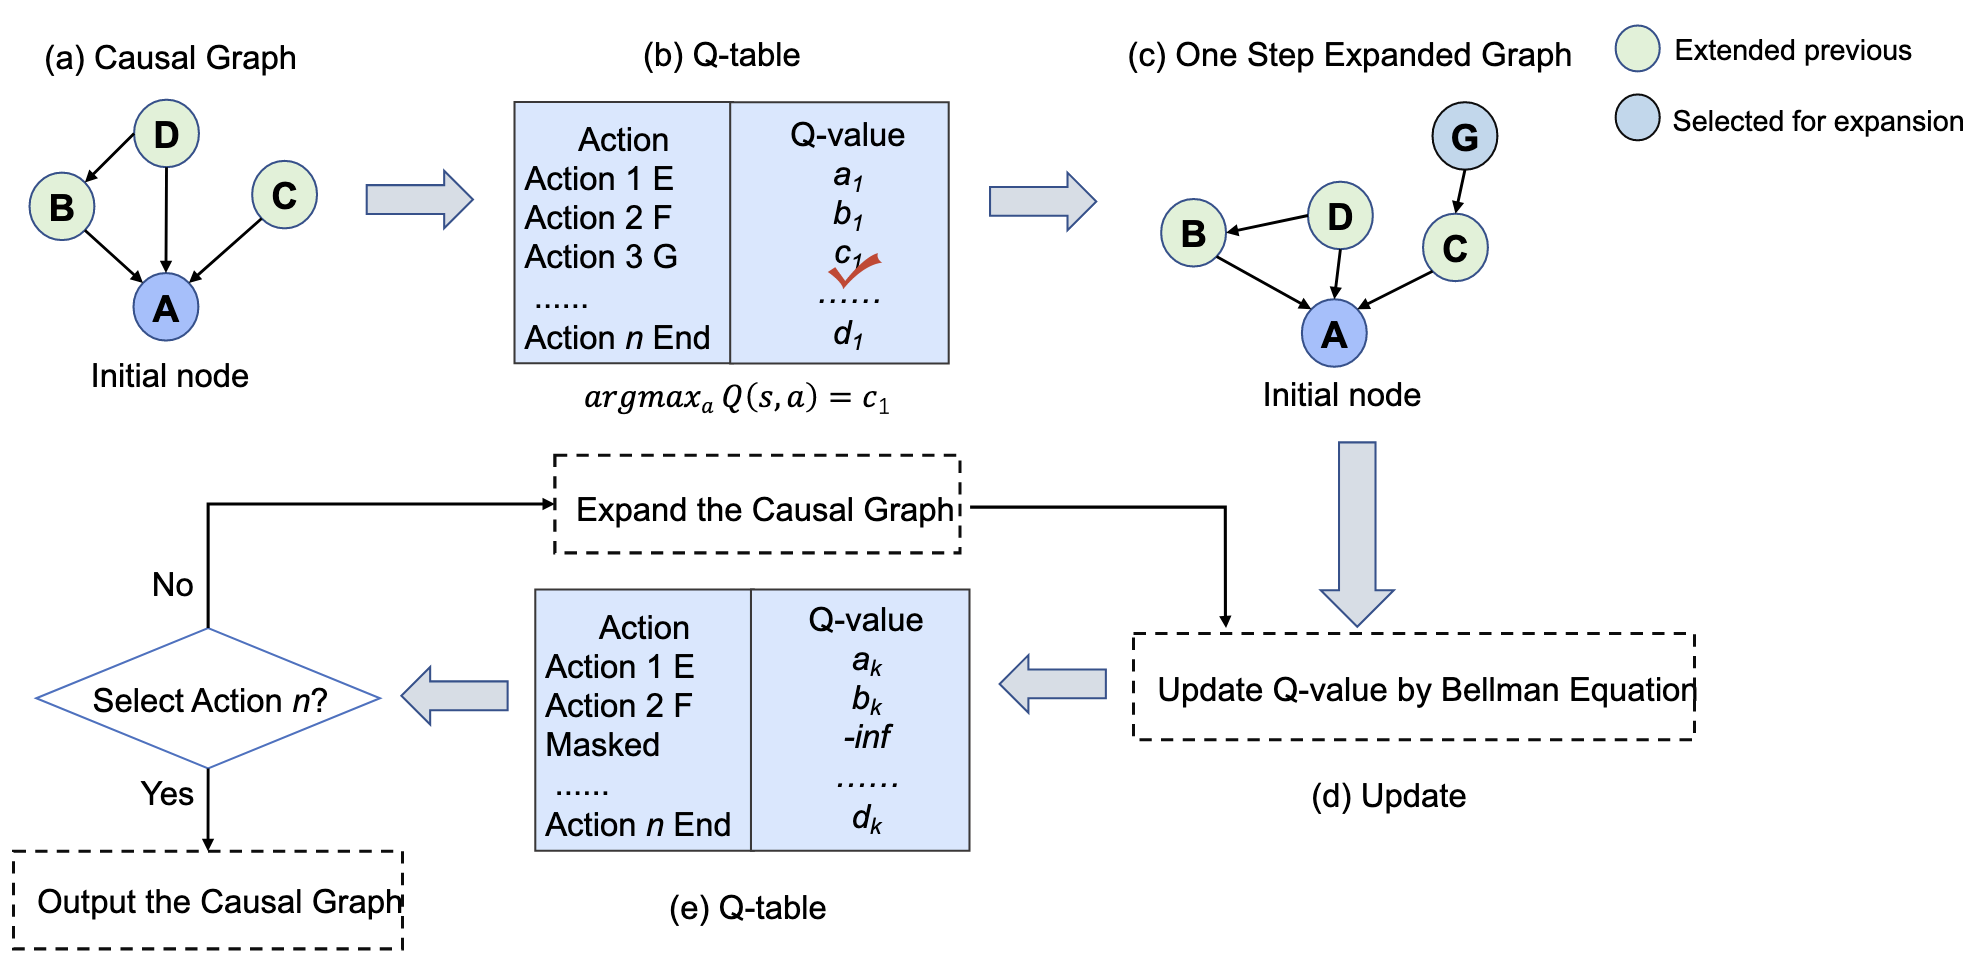 (a) Causal Graph
D
B
C
A
Initial node
(b) Q-table
Action
Q-value
Action 1 E
a1
Action 2 F
b1
Action 3 G
c1
......
......
Action n End
d1
argmaxa Q(s, a) = c1
(c) One Step Expanded Graph
G
B
D
C
A
Initial node
Extended previous
Selected for expansion
Expand the Causal Graph
No
Select Action n?
Yes
Output the Causal Graph
Action
Q-value
Action 1 E
ak
Action 2 F
bk
Masked
-inf
......
......
Action n End
dk
(e) Q-table
Update Q-value by Bellman Equation
(d) Update